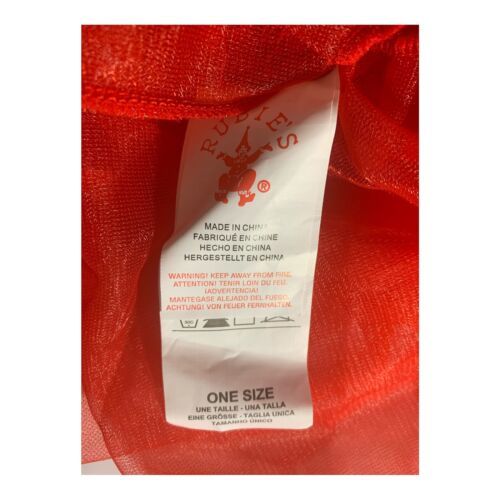 RUBIE'S
®
MADE IN CHINA
FABRIQUÉ EN CHINE
HECHO EN CHINA
HERGESTELLT EN CHINA
WARNING! KEEP AWAY FROM FIRE.
ATTENTION! TENIR LOIN DU FEU
(ADVERTENCIA)
MANTEGASE ALEJADO DEL FUEGO.
ACHTUNG! VON FEUER FERNHALTEN.
ONE SIZE
UNE TAILLE - UNA TALLA
EINE GRÖSSE - TAGLIA UNICA
TAMANHO ÚNICO